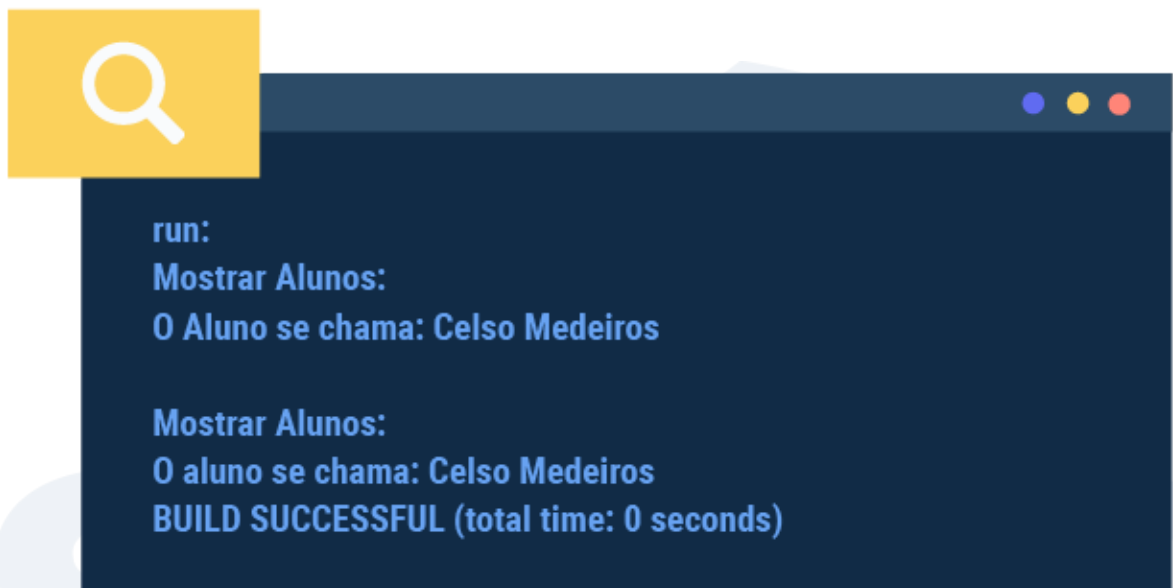 run:
Mostrar Alunos:
O Aluno se chama: Celso Medeiros
Mostrar Alunos:
O aluno se chama: Celso Medeiros
BUILD SUCCESSFUL (total time: 0 seconds)